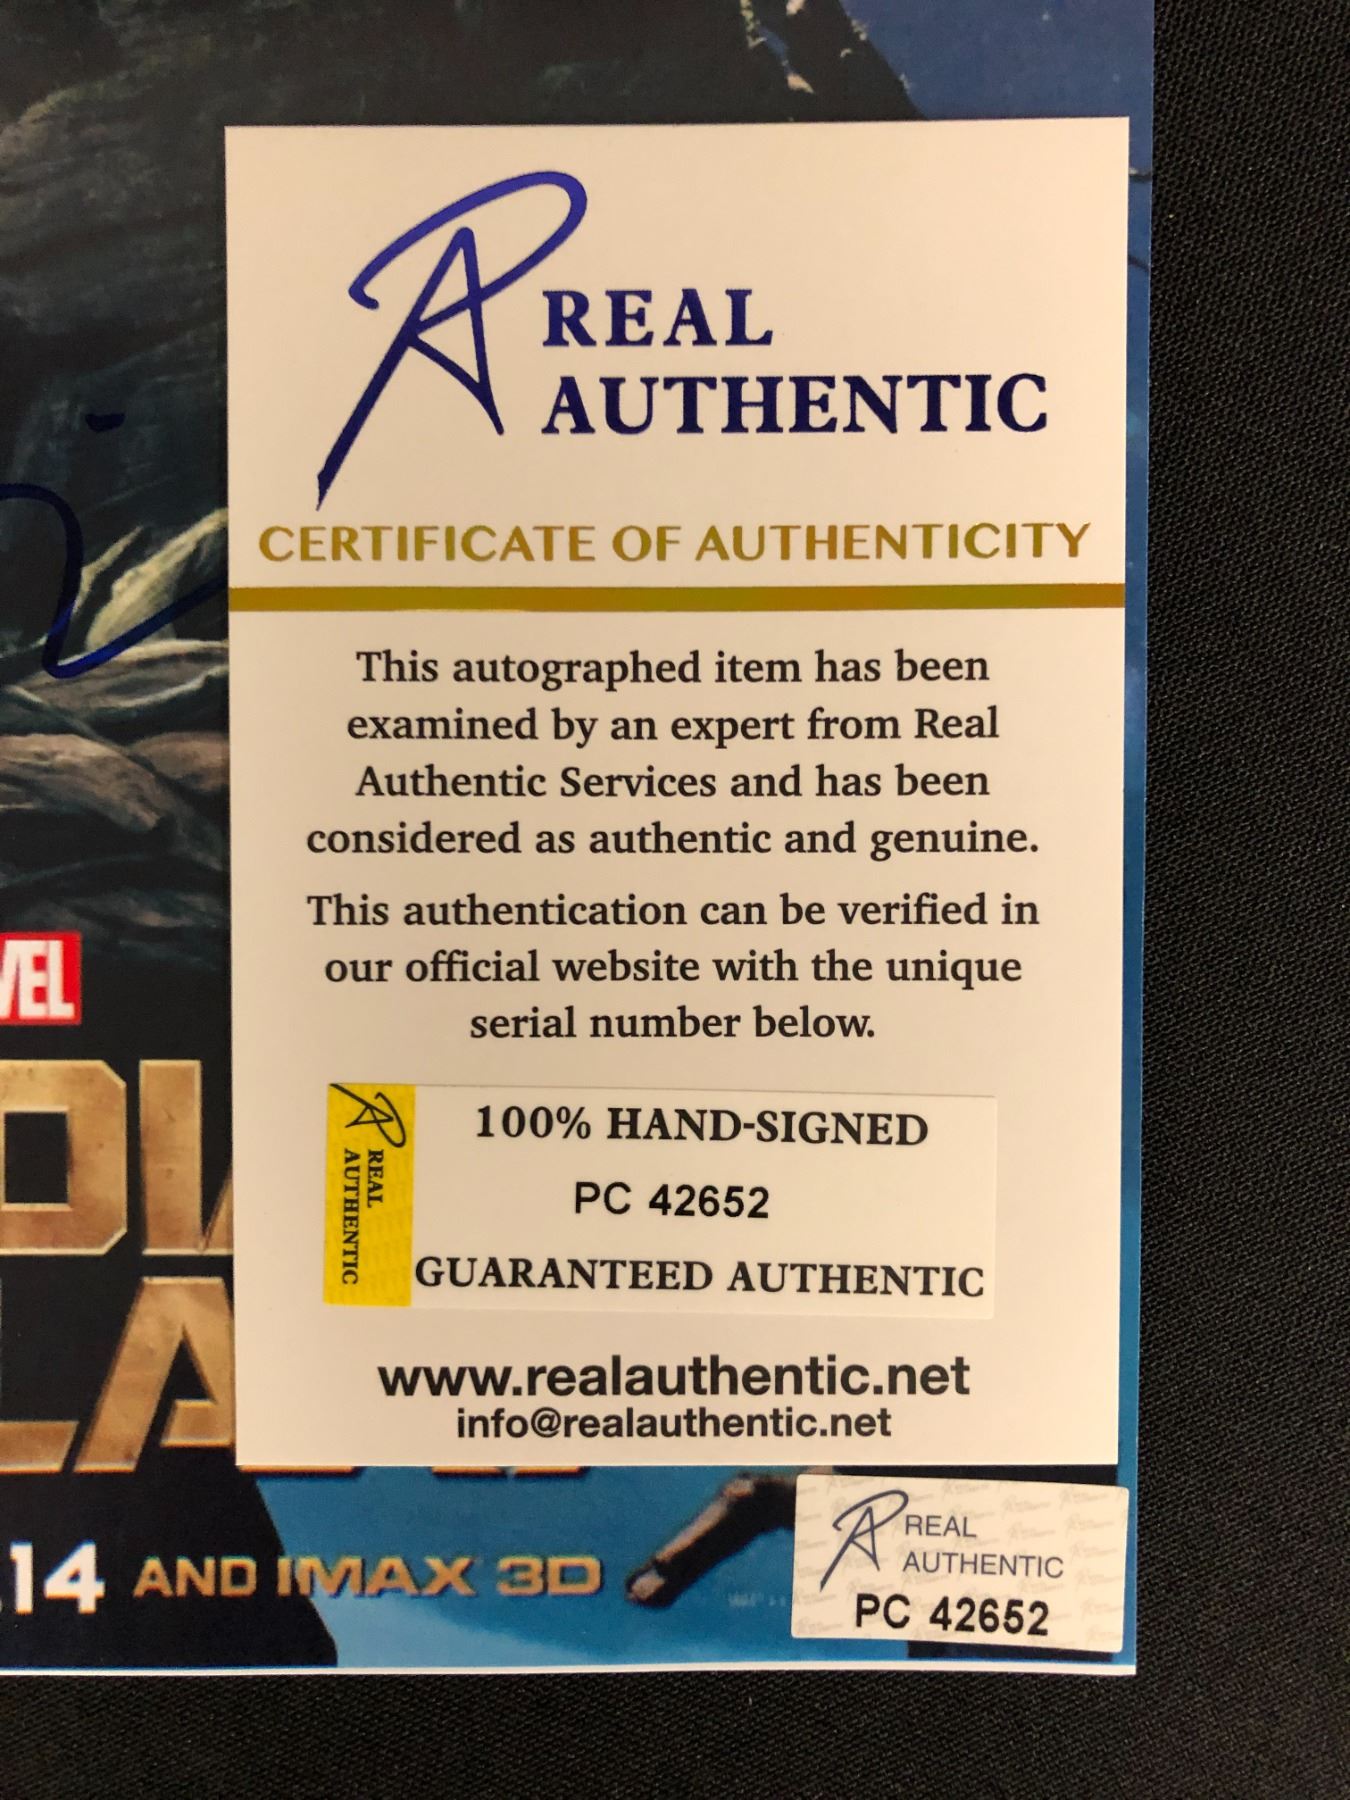 REAL
AUTHENTIC
CERTIFICATE OF AUTHENTICITY
This autographed item has been
examined by an expert from Real
Authentic Services and has been
considered as authentic and genuine.
This authentication can be verified in
our official website with the unique
serial number below.
REAL
AUTHENTIC
100% HAND-SIGNED
PC 42652
GUARANTEED AUTHENTIC
www.realauthentic.net
info@realauthentic.net
VEL
14 AND IMAX 3D
REAL
AUTHENTIC
PC 42652